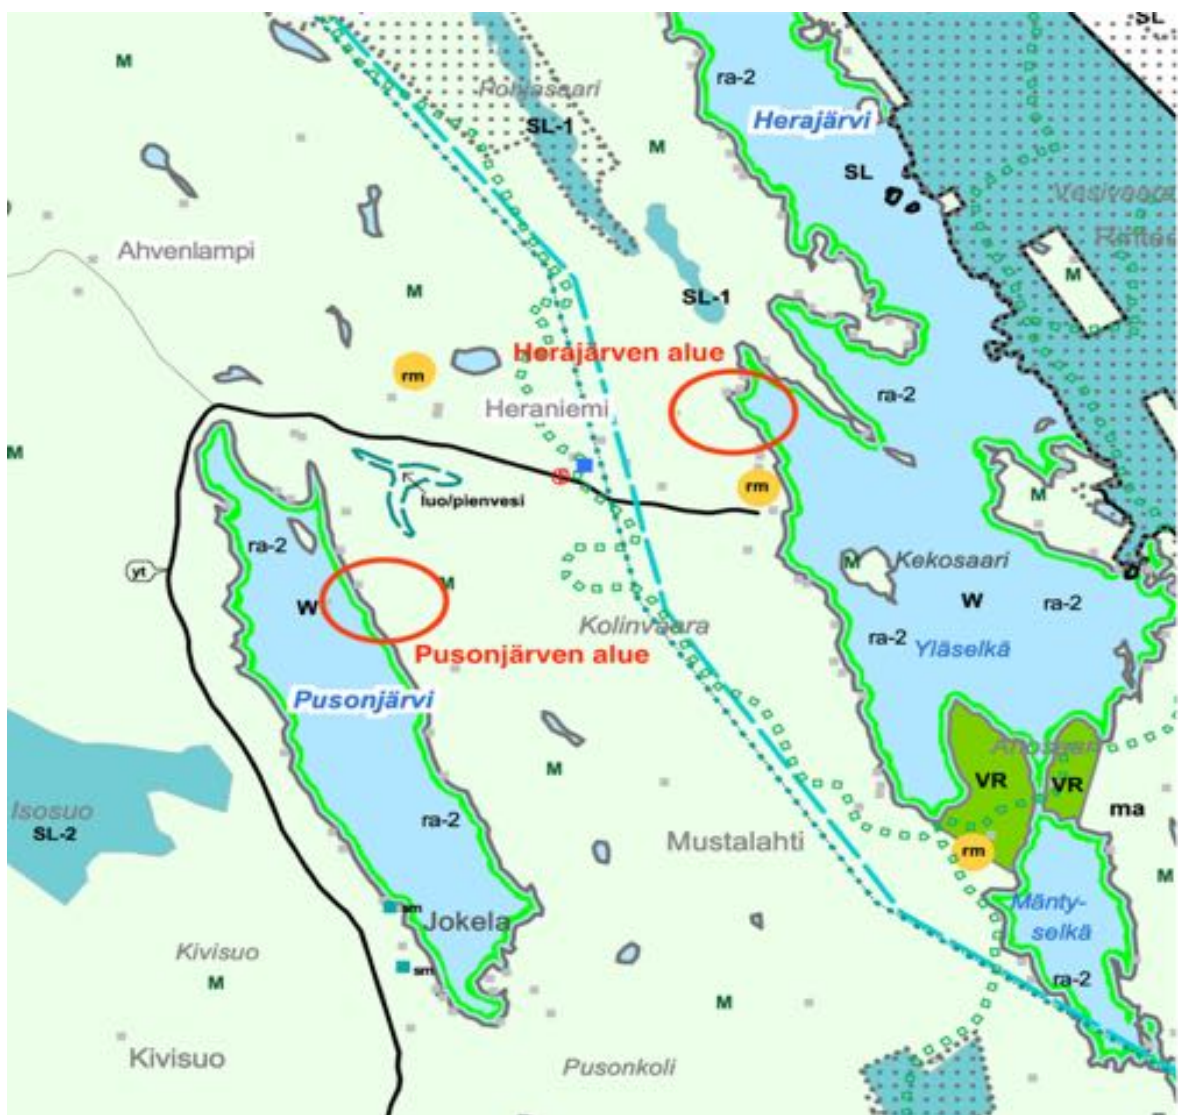 SL
M
ra-2
Pohjasaari
Herajärvi
SL-1
M
SL
Ahvenlampi
M
M
SL-1
Herajärven alue
rm
ra-2
Heraniemi
M
rm
M
luo/pienvesi
ra-2
yt
M
M
Kekosaari
W
W
ra-2
Kolinvaara
ra-2
Yläselkä
Pusonjärven alue
Pusonjärvi
M
VR
VR
Isosuo
SL-2
ra-2
ma
Mustalahti
rm
M
sm
Jokela
Mänty-
selkä
Kivisuo
sm
M
ra-2
M
Kivisuo
Pusonkoli